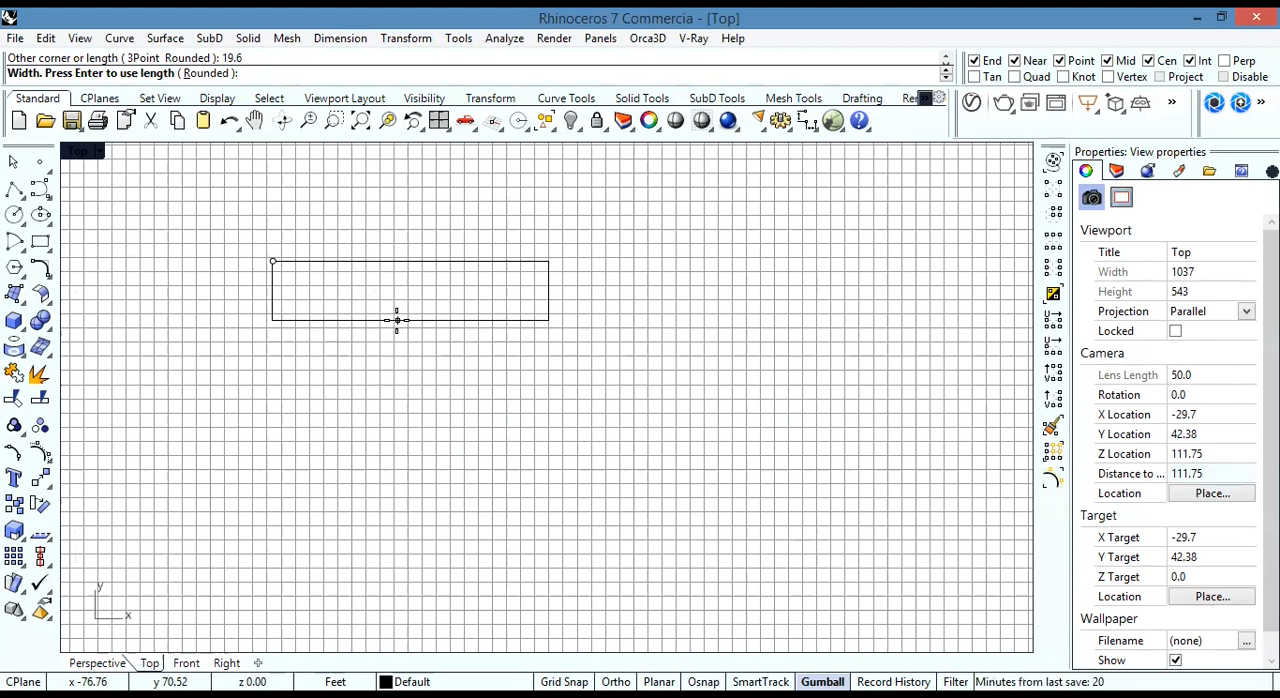 Rhinoceros 7 Commercia - [Top]
File Edit View Curve Surface SubD Solid Mesh Dimension Transform Tools Analyze Render Panels Orca3D V-Ray Help
Other corner or length ( 3Point Rounded ): 19.6
Width. Press Enter to use length ( Rounded ):
End Near Point Mid Cen Int Perp
Tan Quad Knot Vertex Project Disable
Standard CPlanes Set View Display Select Viewport Layout Visibility Transform Curve Tools Solid Tools SubD Tools Mesh Tools Drafting Re
Top
Properties: View properties
Viewport
Title Top
Width 1037
Height 543
Projection Parallel
Locked
Camera
Lens Length 50.0
Rotation 0.0
X Location -29.7
Y Location 42.38
Z Location 111.75
Distance to ... 111.75
Location Place...
Target
X Target -29.7
Y Target 42.38
Z Target 0.0
Location Place...
Wallpaper
Filename (none) ...
Show
y
x
Perspective Top Front Right
CPlane x -76.76 y 70.52 z 0.00 Feet Default Grid Snap Ortho Planar Osnap SmartTrack Gumball Record History Filter Minutes from last save: 20